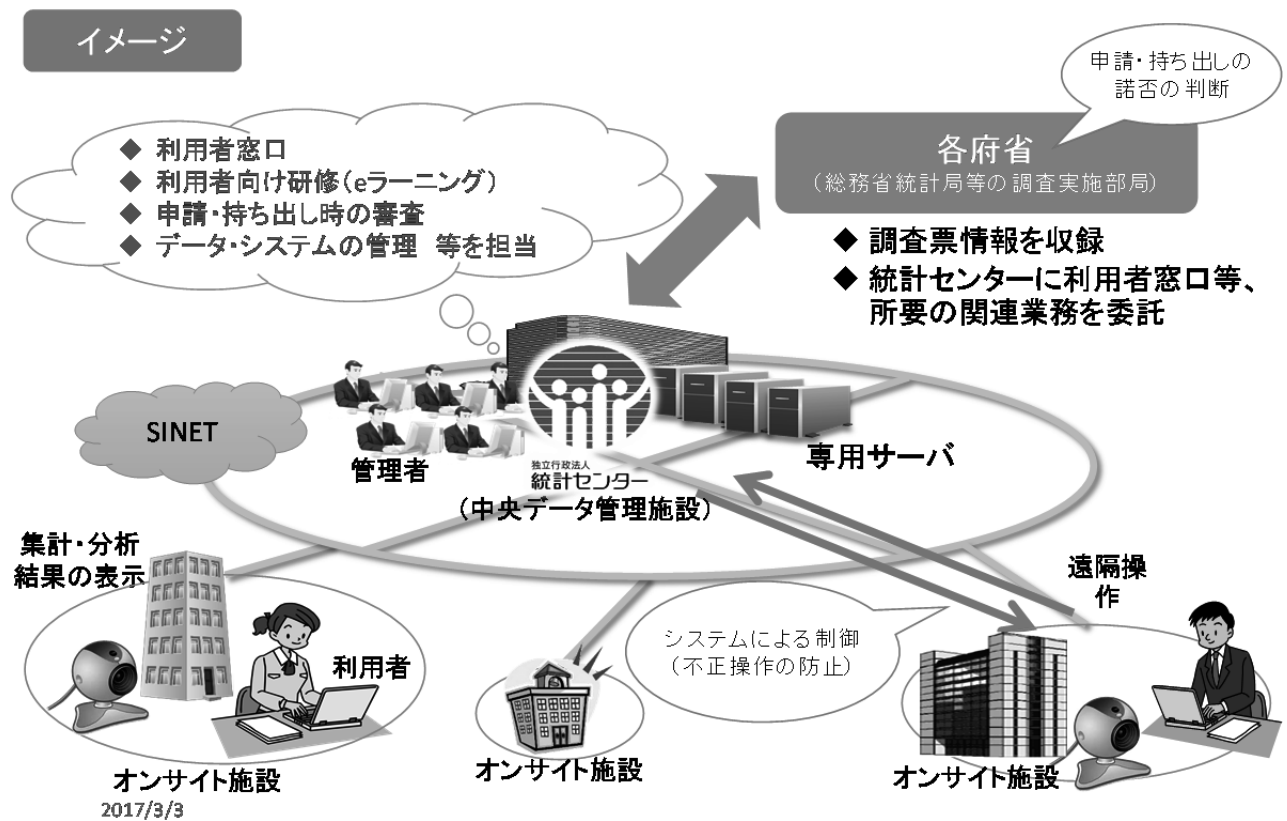 イメージ
申請・持ち出しの
諾否の判断
◆ 利用者窓口
◆ 利用者向け研修(eラーニング)
◆ 申請・持ち出し時の審査
◆ データ・システムの管理 等を担当
各府省
(総務省統計局等の調査実施部局)
◆ 調査票情報を収録
◆ 統計センターに利用者窓口等、
所要の関連業務を委託
SINET
管理者
独立行政法人
統計センター
(中央データ管理施設)
専用サーバ
集計・分析
結果の表示
利用者
オンサイト施設
オンサイト施設
システムによる制御
(不正操作の防止)
遠隔操
作
オンサイト施設
2017/3/3